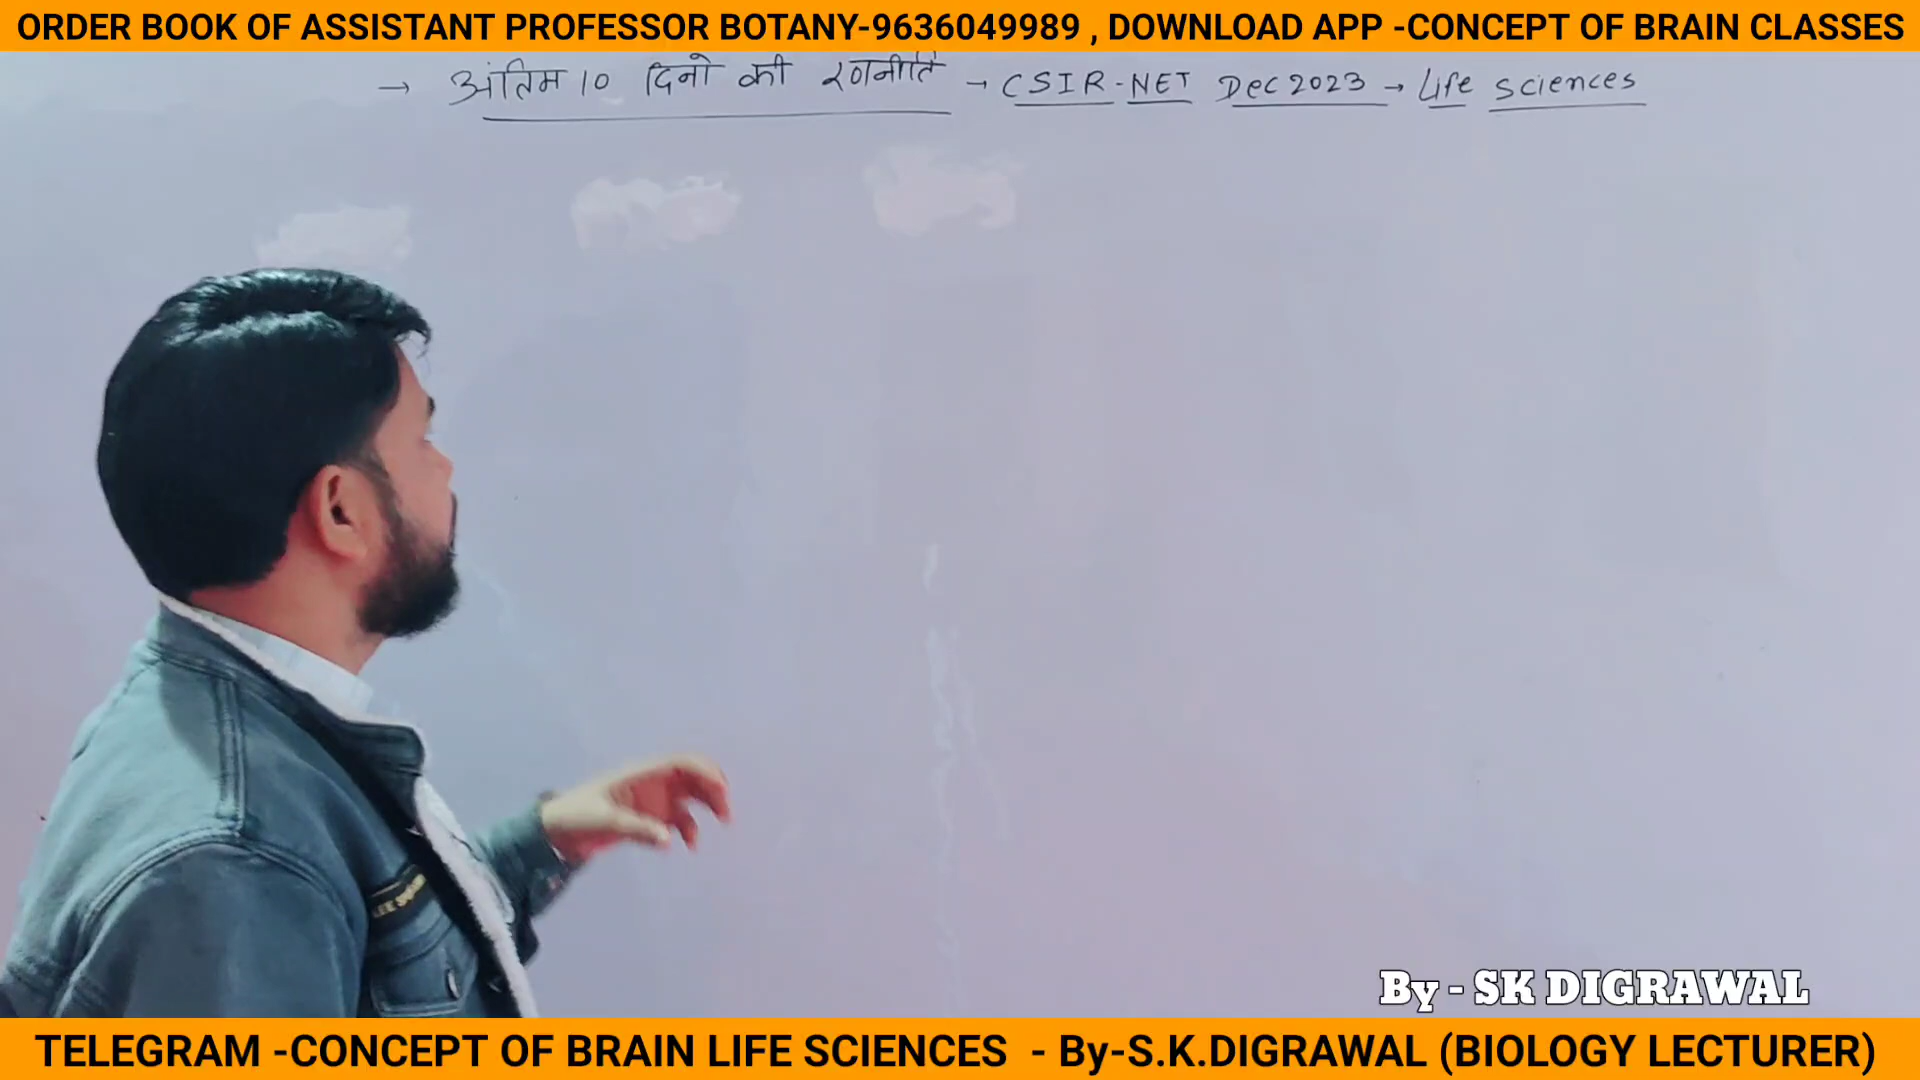 ORDER BOOK OF ASSISTANT PROFESSOR BOTANY-9636049989 , DOWNLOAD APP -CONCEPT OF BRAIN CLASSES
→ अंतिम 10 दिनो की रणनीति → CSIR-NET Dec 2023 → Life Sciences
By - SK DIGRAWAL
TELEGRAM -CONCEPT OF BRAIN LIFE SCIENCES - By-S.K.DIGRAWAL (BIOLOGY LECTURER)